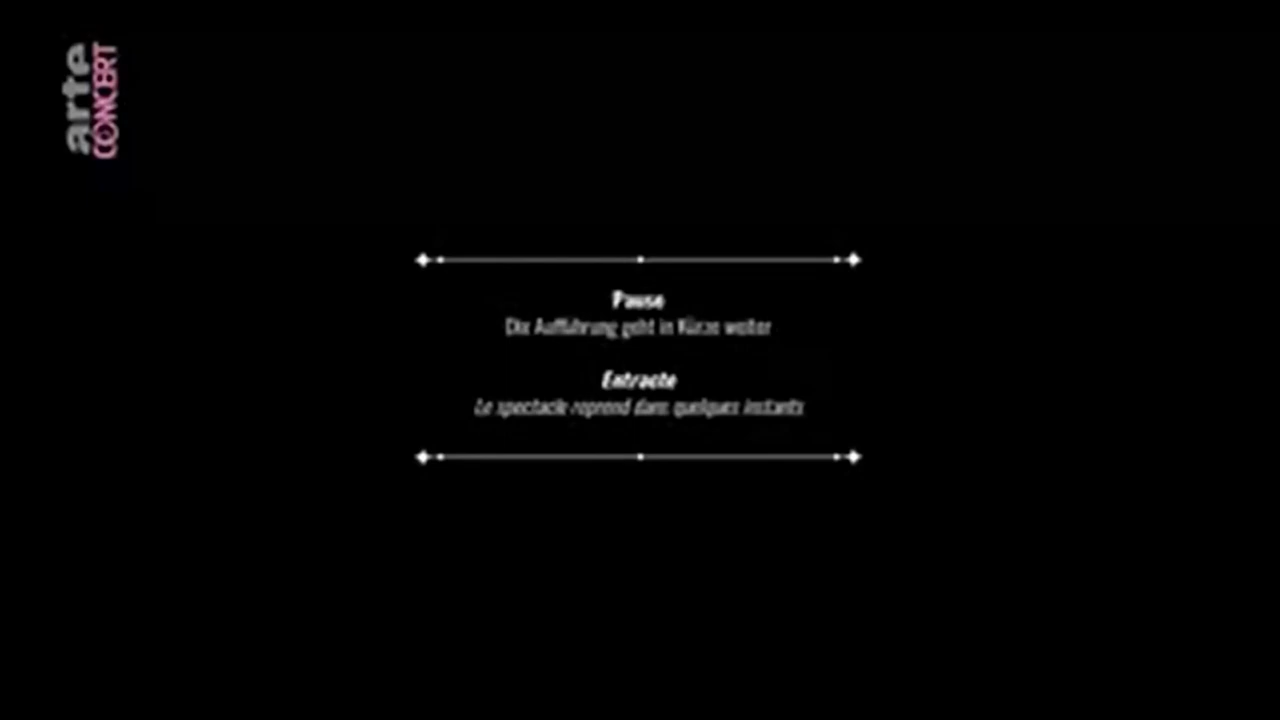 arte
CONCERT
Pause
Die Aufführung geht in Kürze weiter
Entracte
Le spectacle reprend dans quelques instants